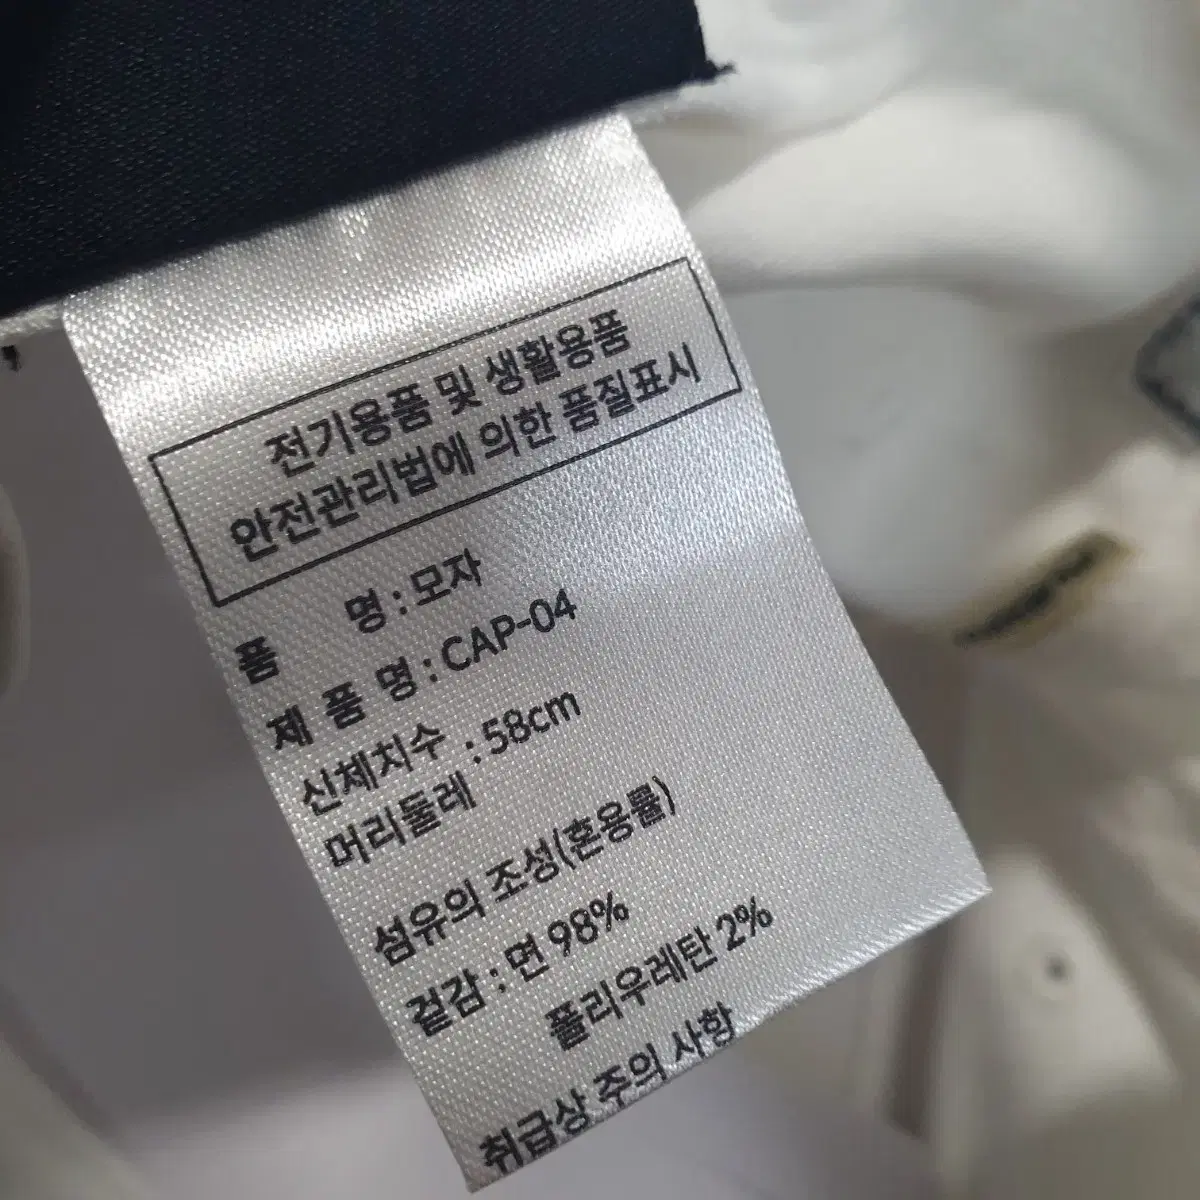 전기용품 및 생활용품
안전관리법에 의한 품질표시
품 명 : 모자
제 품 명 : CAP-04
신체치수 : 58cm
머리둘레
섬유의 조성(혼용률)
겉감 : 면 98%
폴리우레탄 2%
취급상 주의 사항